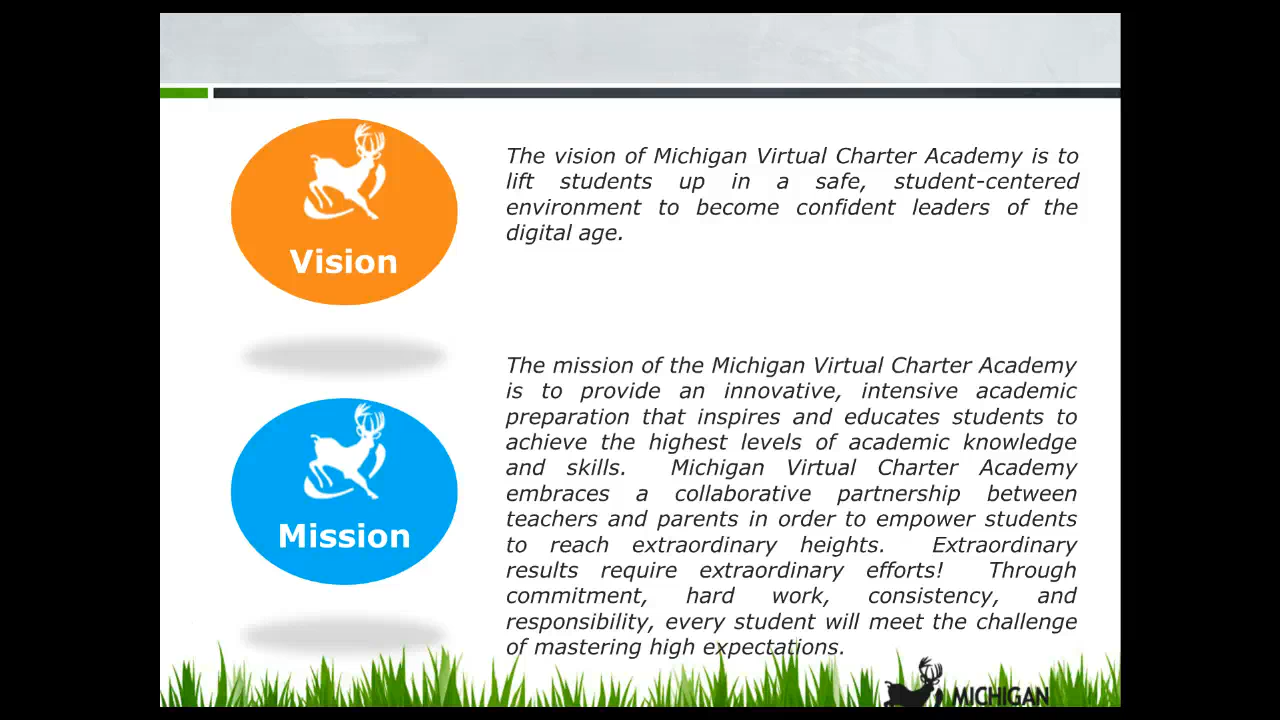 The vision of Michigan Virtual Charter Academy is to
lift students up in a safe, student-centered
environment to become confident leaders of the
digital age.
Vision
The mission of the Michigan Virtual Charter Academy
is to provide an innovative, intensive academic
preparation that inspires and educates students to
achieve the highest levels of academic knowledge
and skills. Michigan Virtual Charter Academy
embraces a collaborative partnership between
teachers and parents in order to empower students
to reach extraordinary heights. Extraordinary
results require extraordinary efforts! Through
commitment, hard work, consistency, and
responsibility, every student will meet the challenge
of mastering high expectations.
Mission
MICHIGAN